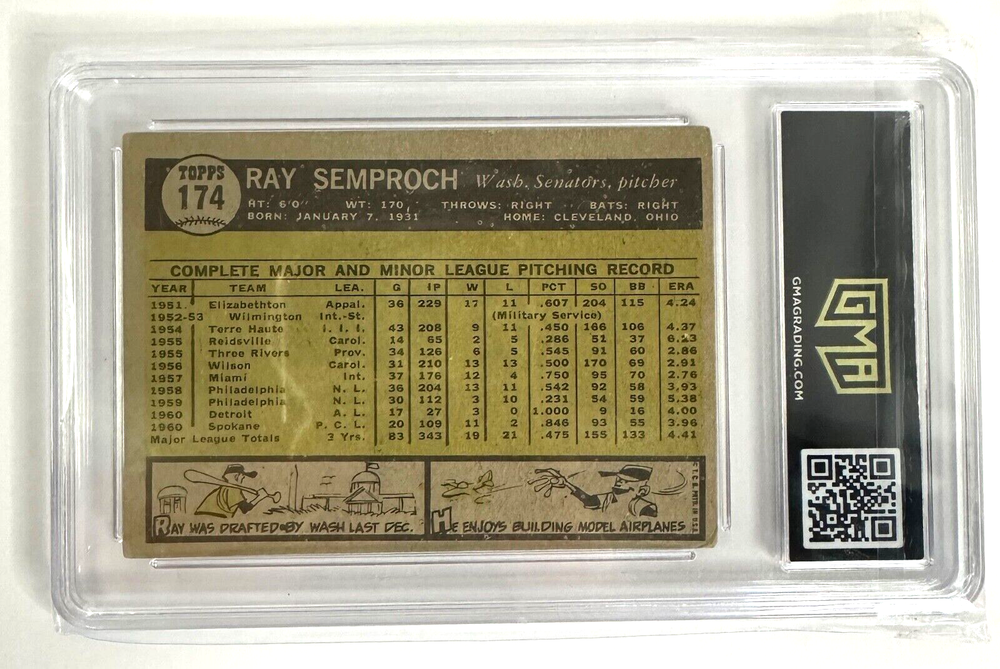 TOPPS
174
RAY SEMPROCH Wash. Senators, pitcher
HT: 6'0" WT: 170 THROWS: RIGHT BATS: RIGHT
BORN: JANUARY 7, 1931 HOME: CLEVELAND, OHIO
COMPLETE MAJOR AND MINOR LEAGUE PITCHING RECORD
YEAR TEAM LEA. G IP W L PCT SO BB ERA
1951 Elizabethton Appal. 36 229 17 11 .607 204 115 4.24
1952-53 Wilmington Int.-St. (Military Service)
1954 Terre Haute I. I. I. 43 208 9 11 .450 166 106 4.37
1955 Reidsville Carol. 14 65 2 5 .286 51 37 6.23
1955 Three Rivers Prov. 34 126 6 5 .545 91 60 2.86
1956 Wilson Carol. 31 210 13 13 .500 170 69 2.91
1957 Miami Int. 37 176 12 4 .750 95 70 2.76
1958 Philadelphia N. L. 36 204 13 11 .542 92 58 3.93
1959 Philadelphia N. L. 30 112 3 10 .231 54 59 5.38
1960 Detroit A. L. 17 27 3 0 1.000 9 16 4.00
1960 Spokane P. C. L. 20 109 11 2 .846 93 55 3.96
Major League Totals 3 Yrs. 83 343 19 21 .475 155 133 4.41
RAY WAS DRAFTED BY WASH LAST DEC.
HE ENJOYS BUILDING MODEL AIRPLANES
T. C. G. PRTD. IN U.S.A.
GMA
GMAGRADING.COM